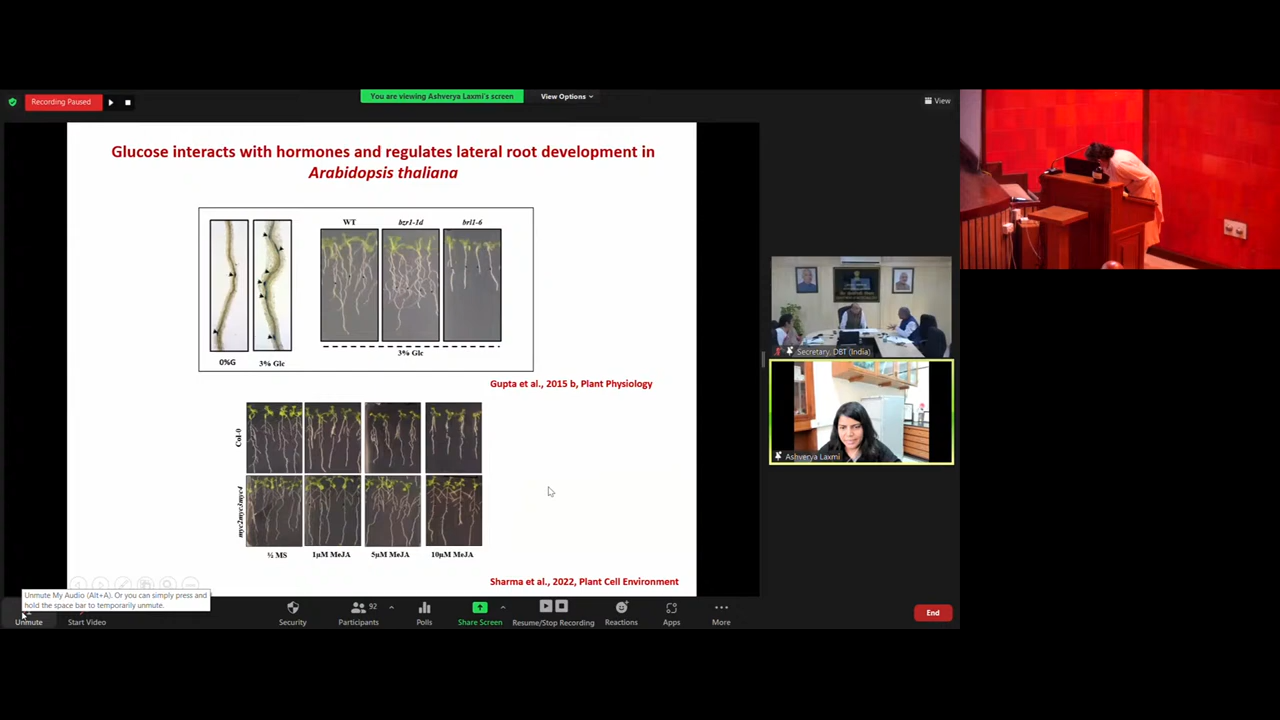 Recording Paused
You are viewing Ashverya Laxmi's screen
View Options
View
Glucose interacts with hormones and regulates lateral root development in
Arabidopsis thaliana
WT
bzr1-1d
bri1-6
0%G
3% Glc
3% Glc
Gupta et al., 2015 b, Plant Physiology
Col-0
myc2myc3myc4
½ MS
1µM MeJA
5µM MeJA
10µM MeJA
Sharma et al., 2022, Plant Cell Environment
Secretary, DBT (India)
Ashverya Laxmi
Unmute My Audio (Alt+A). Or you can simply press and
hold the space bar to temporarily unmute.
Unmute
Start Video
Security
92
Participants
Polls
Share Screen
Resume/Stop Recording
Reactions
Apps
More
End